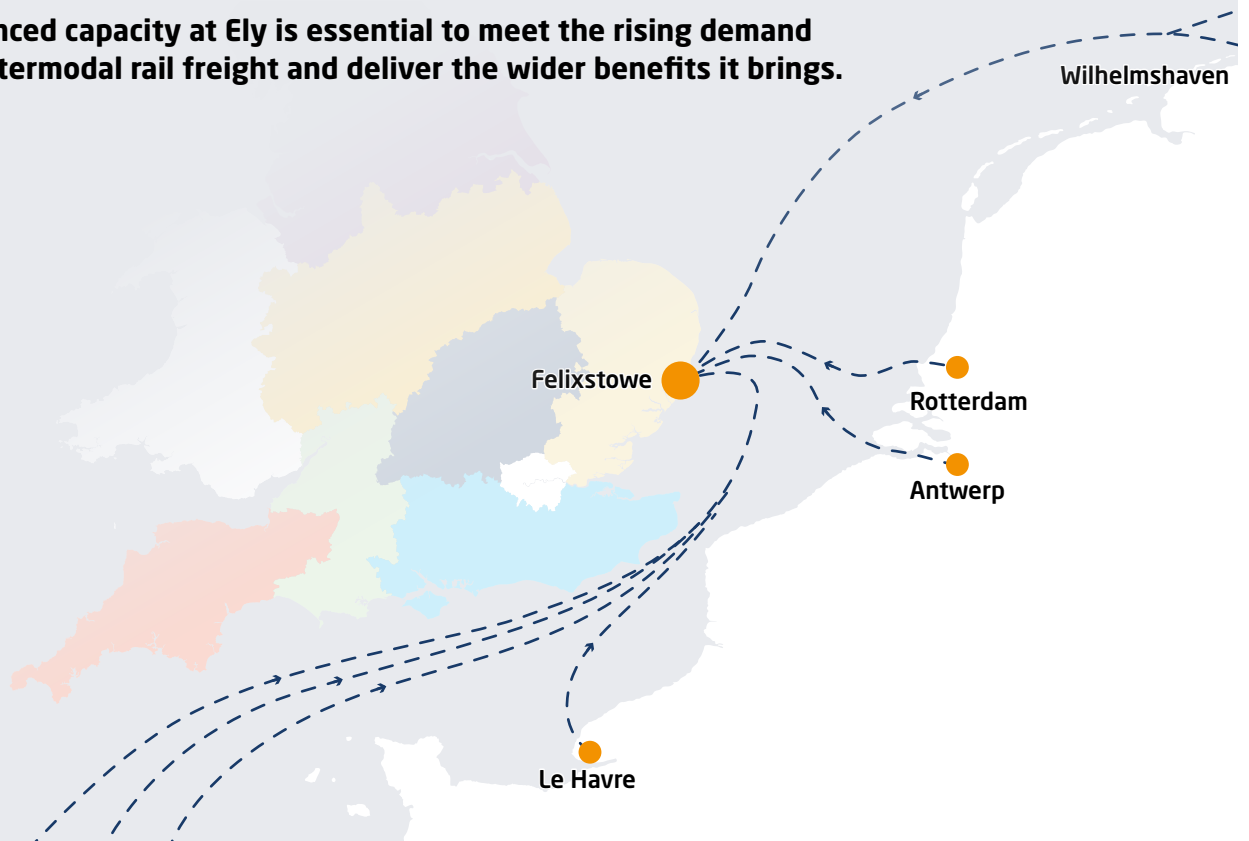 nced capacity at Ely is essential to meet the rising demand
termodal rail freight and deliver the wider benefits it brings.
Wilhelmshaven
Felixstowe
Rotterdam
Antwerp
Le Havre